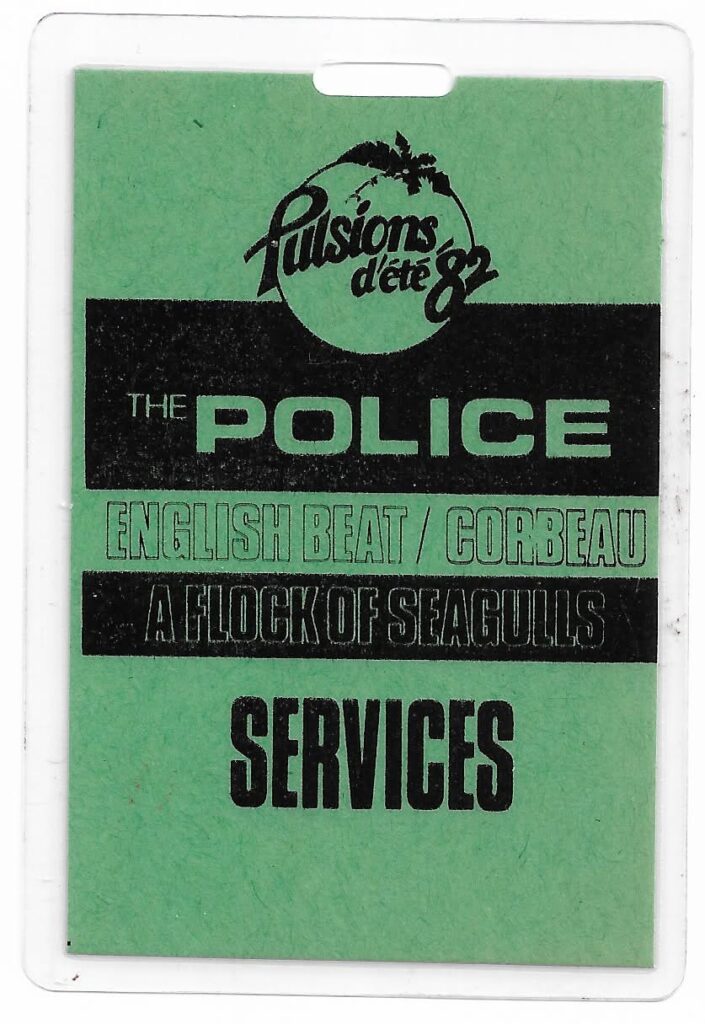 Pulsions
d'été '82
THE POLICE
ENGLISH BEAT / CORBEAU
A FLOCK OF SEAGULLS
SERVICES